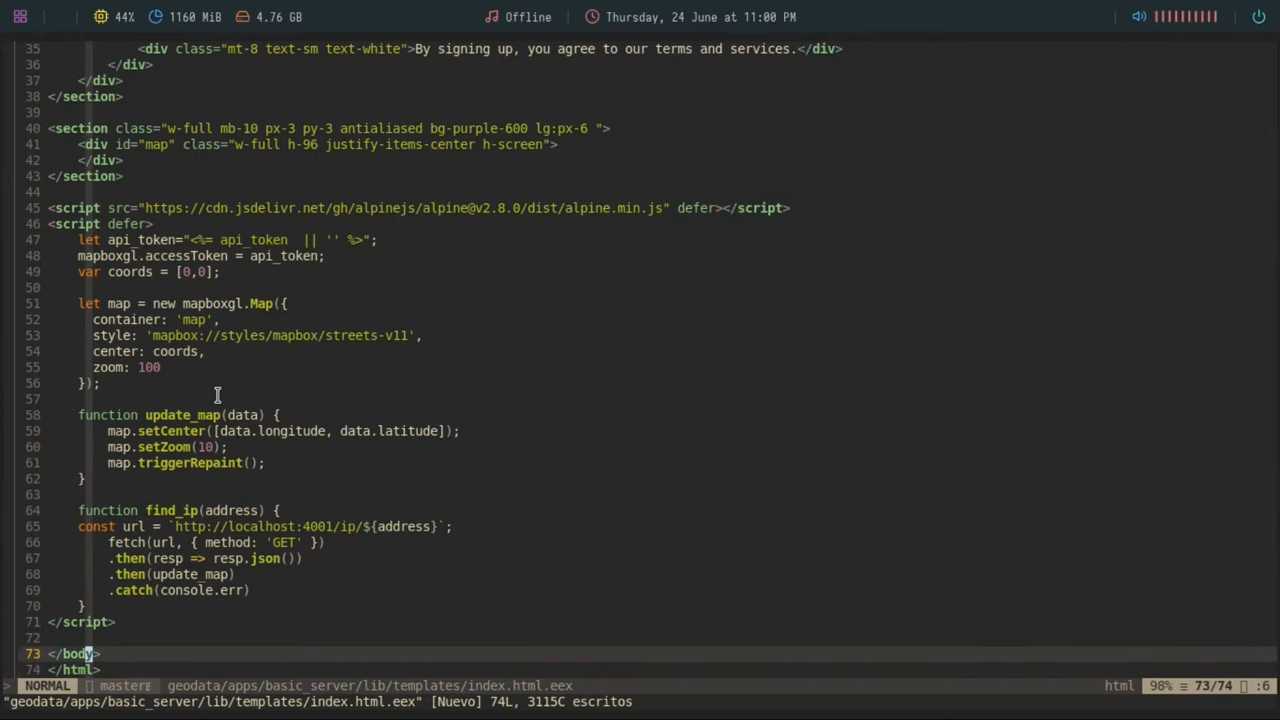 44% 1160 MiB 4.76 GB Offline Thursday, 24 June at 11:00 PM
35 <div class="mt-8 text-sm text-white">By signing up, you agree to our terms and services.</div>
36 </div>
37 </div>
38 </section>
39
40 <section class="w-full mb-10 px-3 py-3 antialiased bg-purple-600 lg:px-6 ">
41 <div id="map" class="w-full h-96 justify-items-center h-screen">
42 </div>
43 </section>
44
45 <script src="https://cdn.jsdelivr.net/gh/alpinejs/alpine@v2.8.0/dist/alpine.min.js" defer></script>
46 <script defer>
47 let api_token="<%= api_token  || '' %>";
48 mapboxgl.accessToken = api_token;
49 var coords = [0,0];
50
51 let map = new mapboxgl.Map({
52 container: 'map',
53 style: 'mapbox://styles/mapbox/streets-v11',
54 center: coords,
55 zoom: 100
56 });
57
58 function update_map(data) {
59 map.setCenter([data.longitude, data.latitude]);
60 map.setZoom(10);
61 map.triggerRepaint();
62 }
63
64 function find_ip(address) {
65 const url = `http://localhost:4001/ip/${address}`;
66 fetch(url, { method: 'GET' })
67 .then(resp => resp.json())
68 .then(update_map)
69 .catch(console.err)
70 }
71 </script>
72
73 </body>
74 </html>
> NORMAL master geodata/apps/basic_server/lib/templates/index.html.eex html 98% ≡ 73/74 :6
"geodata/apps/basic_server/lib/templates/index.html.eex" [Nuevo] 74L, 3115C escritos